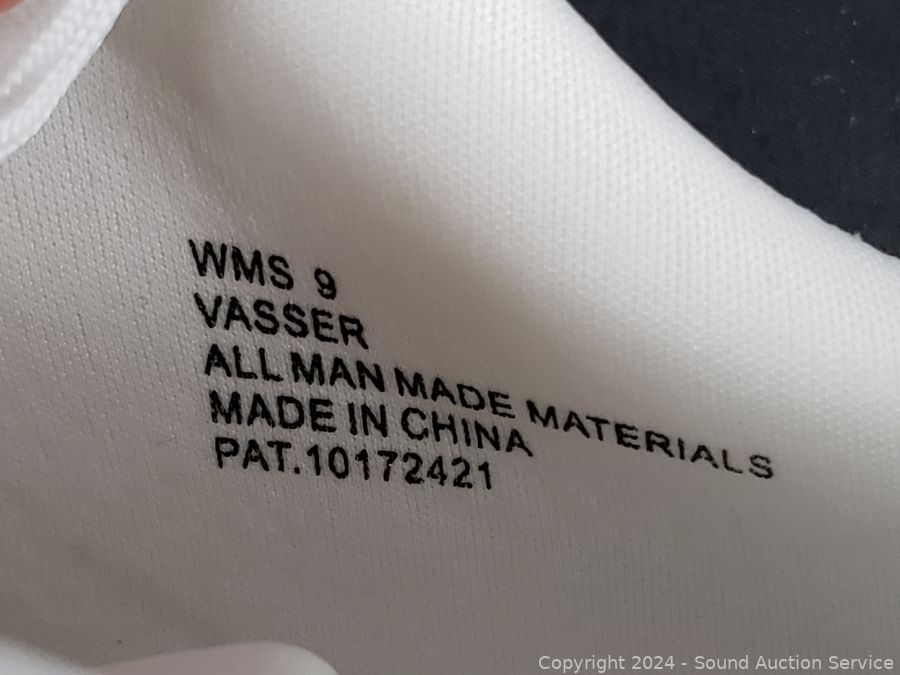 WMS 9
VASSER
ALL MAN MADE MATERIALS
MADE IN CHINA
PAT.10172421
Copyright 2024 - Sound Auction Service